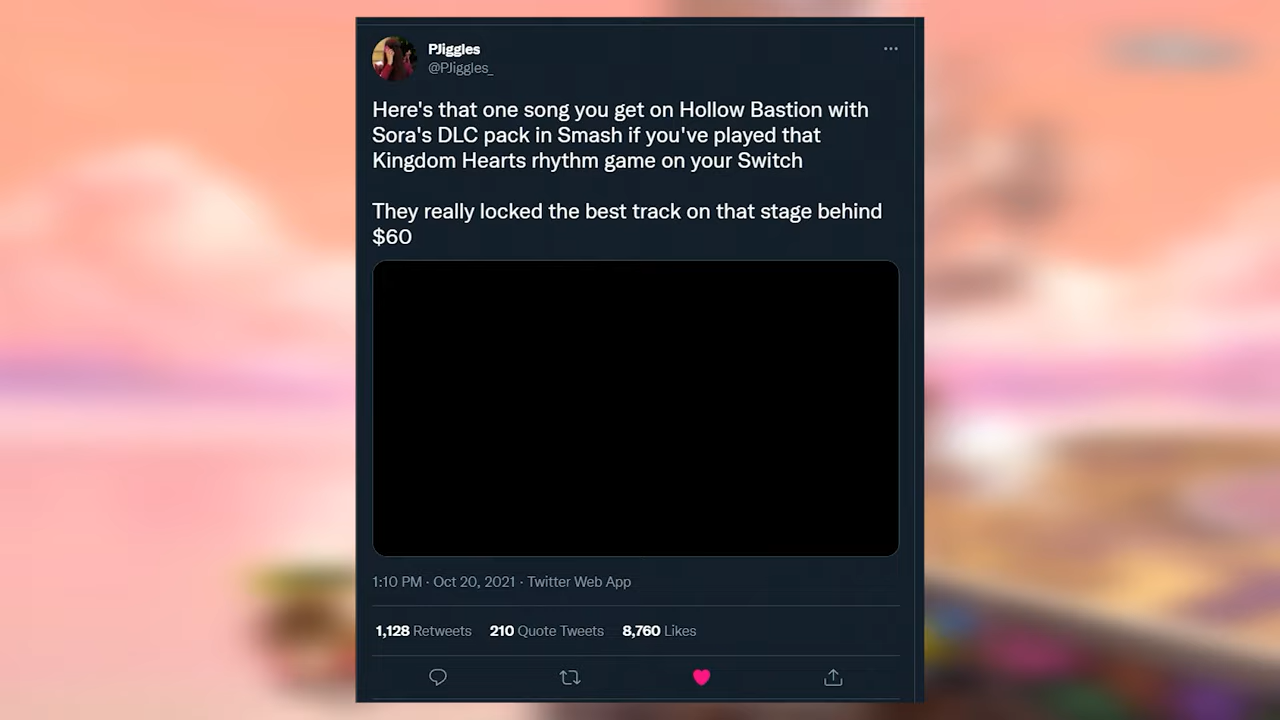 PJiggles
@PJiggles_
Here's that one song you get on Hollow Bastion with
Sora's DLC pack in Smash if you've played that
Kingdom Hearts rhythm game on your Switch
They really locked the best track on that stage behind
$60
1:10 PM · Oct 20, 2021 · Twitter Web App
1,128 Retweets 210 Quote Tweets 8,760 Likes